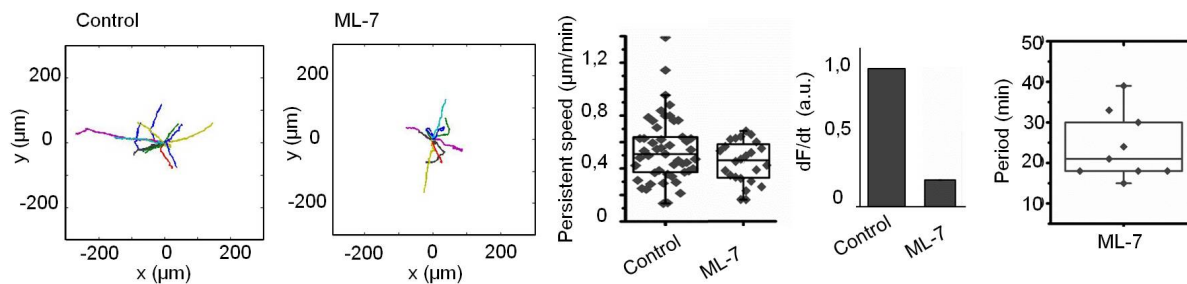 Control
200
0
-200
y (µm)
-200 0 200
x (µm)
ML-7
200
0
-200
y (µm)
-200 0 200
x (µm)
Persistent speed (µm/min)
1,2
0,8
0,4
0
Control
ML-7
dF/dt (a.u.)
1,0
0,5
0
Control
ML-7
Period (min)
50
40
30
20
10
ML-7